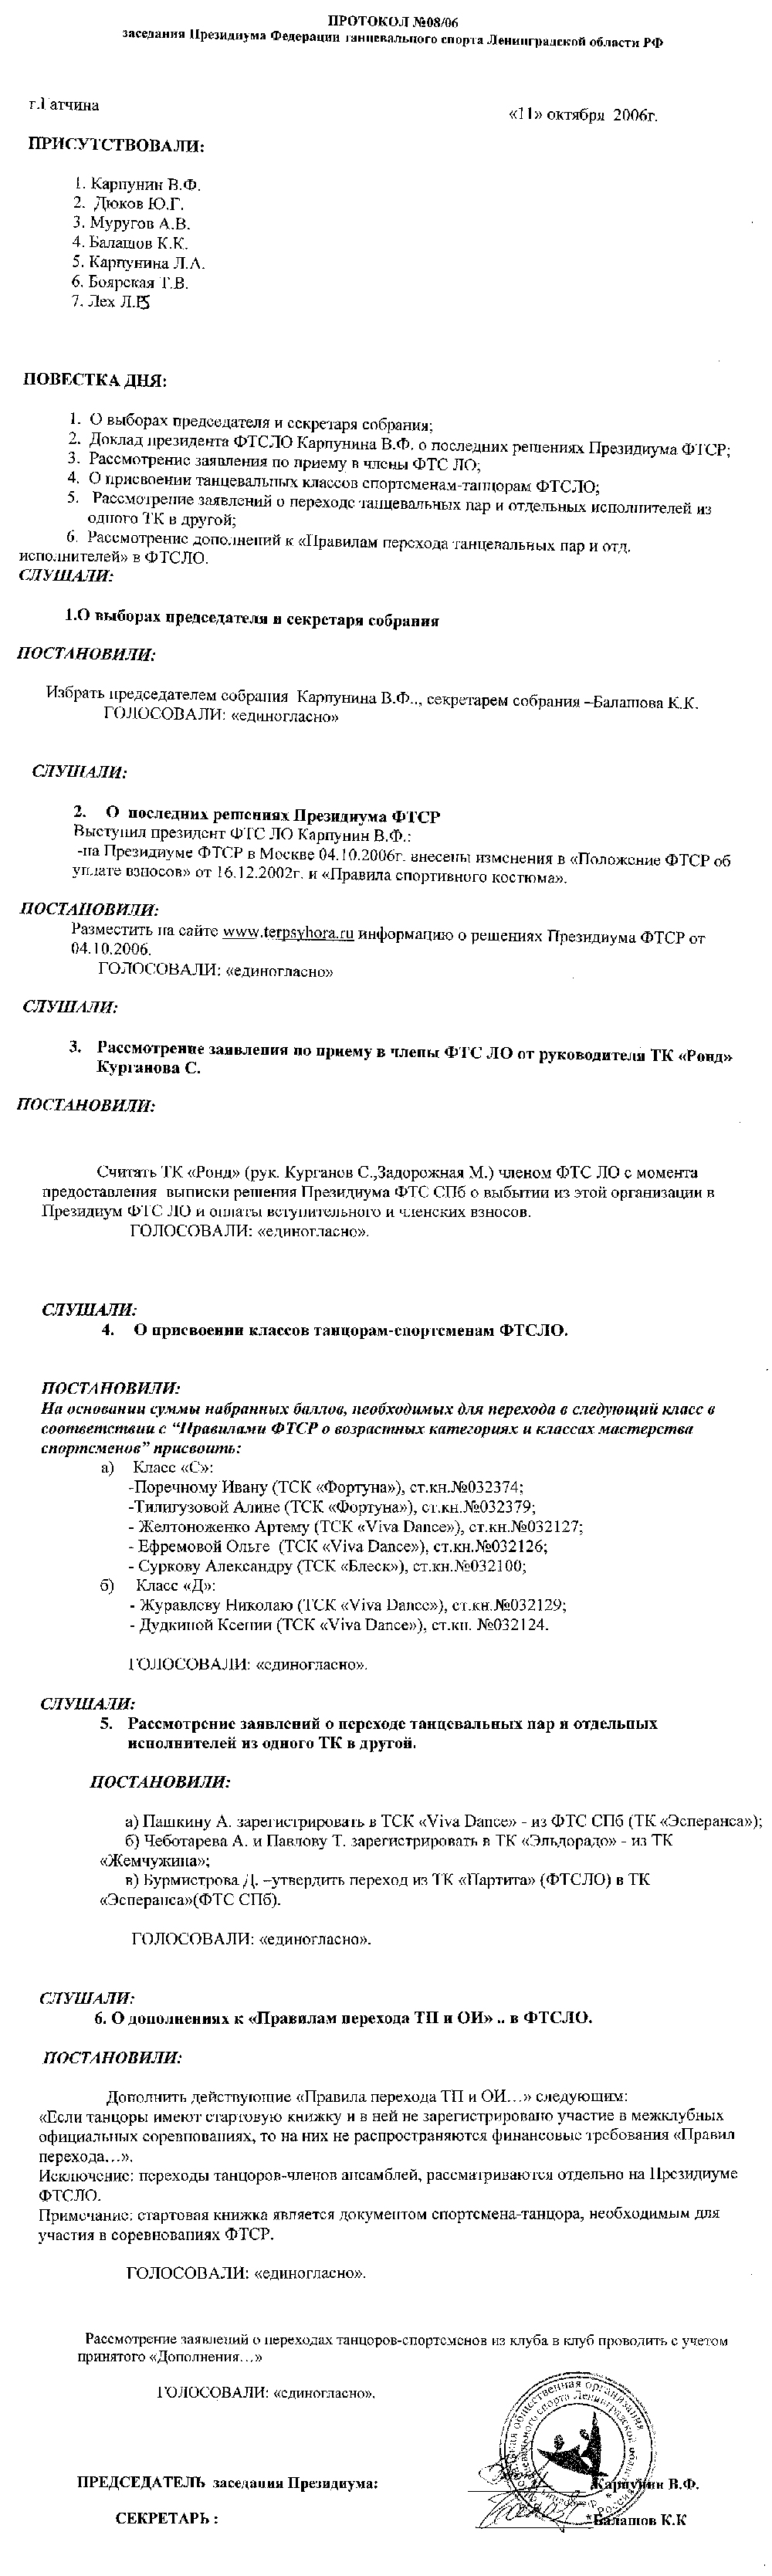 ПРОТОКОЛ №08/06
заседания Президиума Федерации танцевального спорта Ленинградской области РФ
г.Гатчина
«11» октября 2006г.
ПРИСУТСТВОВАЛИ:
1. Карпунин В.Ф.
2. Дюков Ю.Г.
3. Муругов А.В.
4. Балашов К.К.
5. Карпунина Л.А.
6. Боярская Т.В.
7. Лех Л.В
ПОВЕСТКА ДНЯ:
1. О выборах председателя и секретаря собрания;
2. Доклад президента ФТСЛО Карпунина В.Ф. о последних решениях Президиума ФТСР;
3. Рассмотрение заявления по приему в члены ФТС ЛО;
4. О присвоении танцевальных классов спортсменам-танцорам ФТСЛО;
5. Рассмотрение заявлений о переходе танцевальных пар и отдельных исполнителей из
одного ТК в другой;
6. Рассмотрение дополнений к «Правилам перехода танцевальных пар и отд.
исполнителей» в ФТСЛО.
СЛУШАЛИ:
1.О выборах председателя и секретаря собрания
ПОСТАНОВИЛИ:
Избрать председателем собрания Карпунина В.Ф.., секретарем собрания –Балашова К.К.
ГОЛОСОВАЛИ: «единогласно»
СЛУШАЛИ:
2. О последних решениях Президиума ФТСР
Выступил президент ФТС ЛО Карпунин В.Ф.:
-на Президиуме ФТСР в Москве 04.10.2006г. внесены изменения в «Положение ФТСР об
уплате взносов» от 16.12.2002г. и «Правила спортивного костюма».
ПОСТАНОВИЛИ:
Разместить на сайте www.terpsyhora.ru информацию о решениях Президиума ФТСР от
04.10.2006.
ГОЛОСОВАЛИ: «единогласно»
СЛУШАЛИ:
3. Рассмотрение заявления по приему в члены ФТС ЛО от руководителя ТК «Ронд»
Курганова С.
ПОСТАНОВИЛИ:
Считать ТК «Ронд» (рук. Курганов С.,Задорожная М.) членом ФТС ЛО с момента
предоставления выписки решения Президиума ФТС СПб о выбытии из этой организации в
Президиум ФТС ЛО и оплаты вступительного и членских взносов.
ГОЛОСОВАЛИ: «единогласно».
СЛУШАЛИ:
4. О присвоении классов танцорам-спортсменам ФТСЛО.
ПОСТАНОВИЛИ:
На основании суммы набранных баллов, необходимых для перехода в следующий класс в
соответствии с “Правилами ФТСР о возрастных категориях и классах мастерства
спортсменов” присвоить:
а) Класс «С»:
-Поречному Ивану (ТСК «Фортуна»), ст.кн.№032374;
-Тилигузовой Алине (ТСК «Фортуна»), ст.кн.№032379;
- Желтоноженко Артему (ТСК «Viva Dance»), ст.кн.№032127;
- Ефремовой Ольге (ТСК «Viva Dance»), ст.кн.№032126;
- Суркову Александру (ТСК «Блеск»), ст.кн.№032100;
б) Класс «Д»:
- Журавлеву Николаю (ТСК «Viva Dance»), ст.кн.№032129;
- Дудкиной Ксении (ТСК «Viva Dance»), ст.кн. №032124.
ГОЛОСОВАЛИ: «единогласно».
СЛУШАЛИ:
5. Рассмотрение заявлений о переходе танцевальных пар и отдельных
исполнителей из одного ТК в другой.
ПОСТАНОВИЛИ:
а) Пашкину А. зарегистрировать в ТСК «Viva Dance» - из ФТС СПб (ТК «Эсперанса»);
б) Чеботарева А. и Павлову Т. зарегистрировать в ТК «Эльдорадо» - из ТК
«Жемчужина»;
в) Бурмистрова Д. –утвердить переход из ТК «Партита» (ФТСЛО) в ТК
«Эсперанса»(ФТС СПб).
ГОЛОСОВАЛИ: «единогласно».
СЛУШАЛИ:
6. О дополнениях к «Правилам перехода ТП и ОИ» .. в ФТСЛО.
ПОСТАНОВИЛИ:
Дополнить действующие «Правила перехода ТП и ОИ…» следующим:
«Если танцоры имеют стартовую книжку и в ней не зарегистрировано участие в межклубных
официальных соревнованиях, то на них не распространяются финансовые требования «Правил
перехода…».
Исключение: переходы танцоров-членов ансамблей, рассматриваются отдельно на Президиуме
ФТСЛО.
Примечание: стартовая книжка является документом спортсмена-танцора, необходимым для
участия в соревнованиях ФТСР.
ГОЛОСОВАЛИ: «единогласно».
Рассмотрение заявлений о переходах танцоров-спортсменов из клуба в клуб проводить с учетом
принятого «Дополнения…»
ГОЛОСОВАЛИ: «единогласно».
общественная организация
спорта Ленинградской
ПРЕДСЕДАТЕЛЬ заседания Президиума:
Карпунин В.Ф.
СЕКРЕТАРЬ :
Балашов К.К